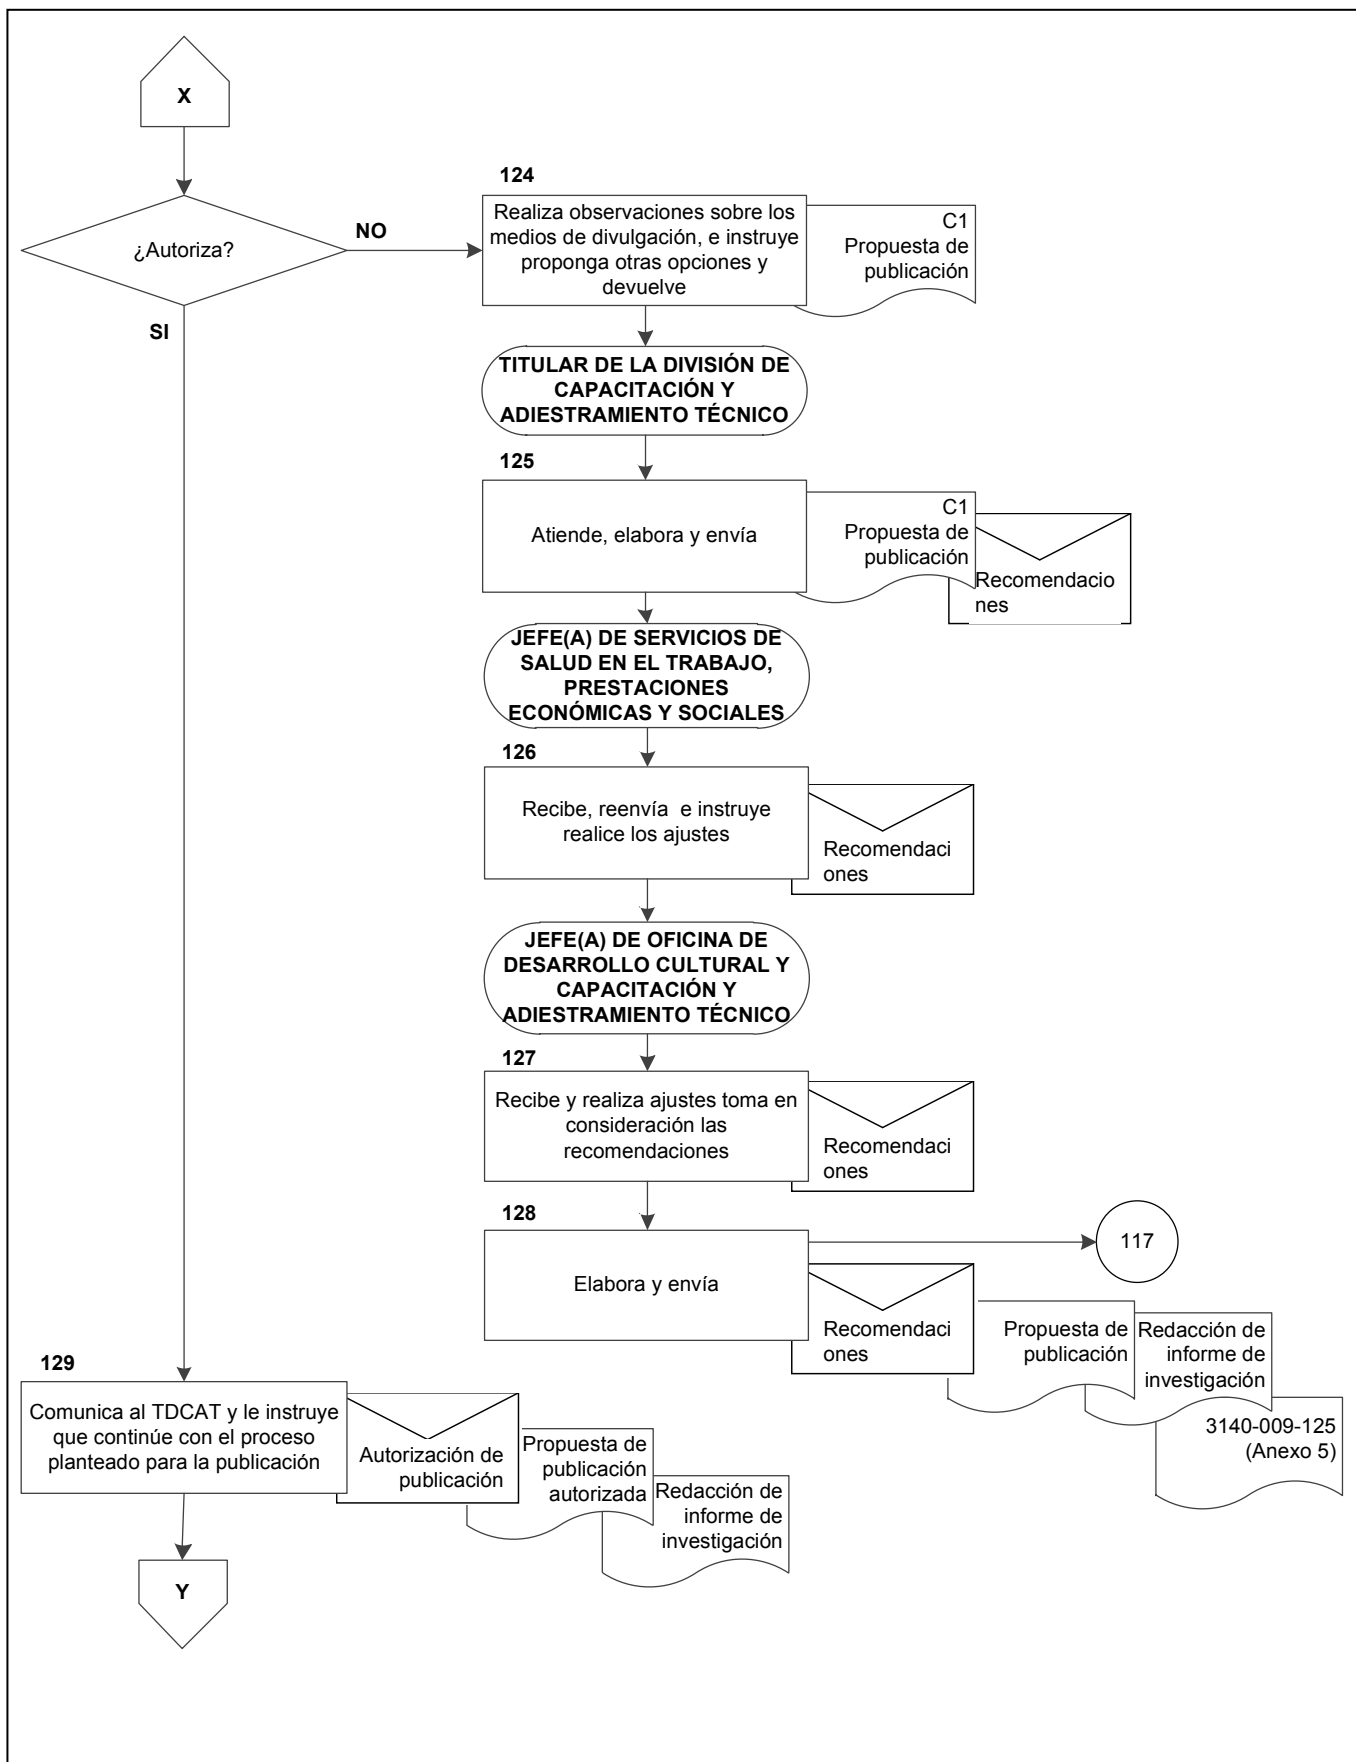 X
¿Autoriza?
NO
SI
124
Realiza observaciones sobre los
medios de divulgación, e instruye
proponga otras opciones y
devuelve
C1
Propuesta de
publicación
TITULAR DE LA DIVISIÓN DE
CAPACITACIÓN Y
ADIESTRAMIENTO TÉCNICO
125
Atiende, elabora y envía
C1
Propuesta de
publicación
Recomendacio
nes
JEFE(A) DE SERVICIOS DE
SALUD EN EL TRABAJO,
PRESTACIONES
ECONÓMICAS Y SOCIALES
126
Recibe, reenvía e instruye
realice los ajustes
Recomendaci
ones
JEFE(A) DE OFICINA DE
DESARROLLO CULTURAL Y
CAPACITACIÓN Y
ADIESTRAMIENTO TÉCNICO
127
Recibe y realiza ajustes toma en
consideración las
recomendaciones
Recomendaci
ones
128
Elabora y envía
117
Recomendaci
ones
Propuesta de
publicación
Redacción de
informe de
investigación
3140-009-125
(Anexo 5)
129
Comunica al TDCAT y le instruye
que continúe con el proceso
planteado para la publicación
Autorización de
publicación
Propuesta de
publicación
autorizada
Redacción de
informe de
investigación
Y